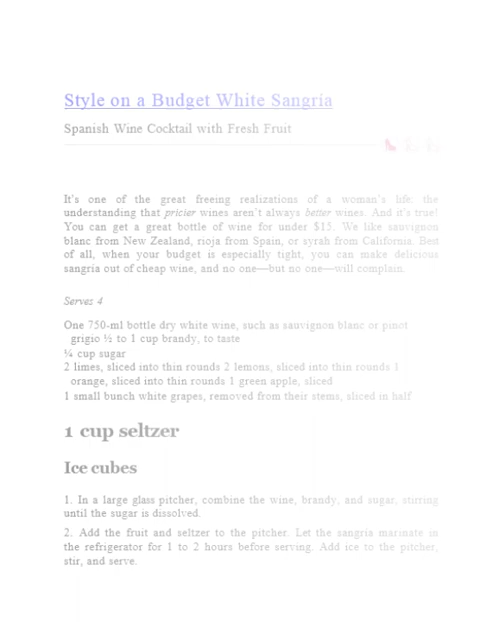 Style on a Budget White Sangria
Spanish Wine Cocktail with Fresh Fruit
It's one of the great freeing realizations of a woman's life: the
understanding that pricier wines aren't always better wines. And it's true!
You can get a great bottle of wine for under $15. We like sauvignon
blanc from New Zealand, rioja from Spain, or syrah from California. Best
of all, when your budget is especially tight, you can make delicious
sangria out of cheap wine, and no one—but no one—will complain.
Serves 4
One 750-ml bottle dry white wine, such as sauvignon blanc or pinot
grigio ½ to 1 cup brandy, to taste
¼ cup sugar
2 limes, sliced into thin rounds 2 lemons, sliced into thin rounds 1
orange, sliced into thin rounds 1 green apple, sliced
1 small bunch white grapes, removed from their stems, sliced in half
1 cup seltzer
Ice cubes
1. In a large glass pitcher, combine the wine, brandy, and sugar, stirring
until the sugar is dissolved.
2. Add the fruit and seltzer to the pitcher. Let the sangria marinate in
the refrigerator for 1 to 2 hours before serving. Add ice to the pitcher,
stir, and serve.